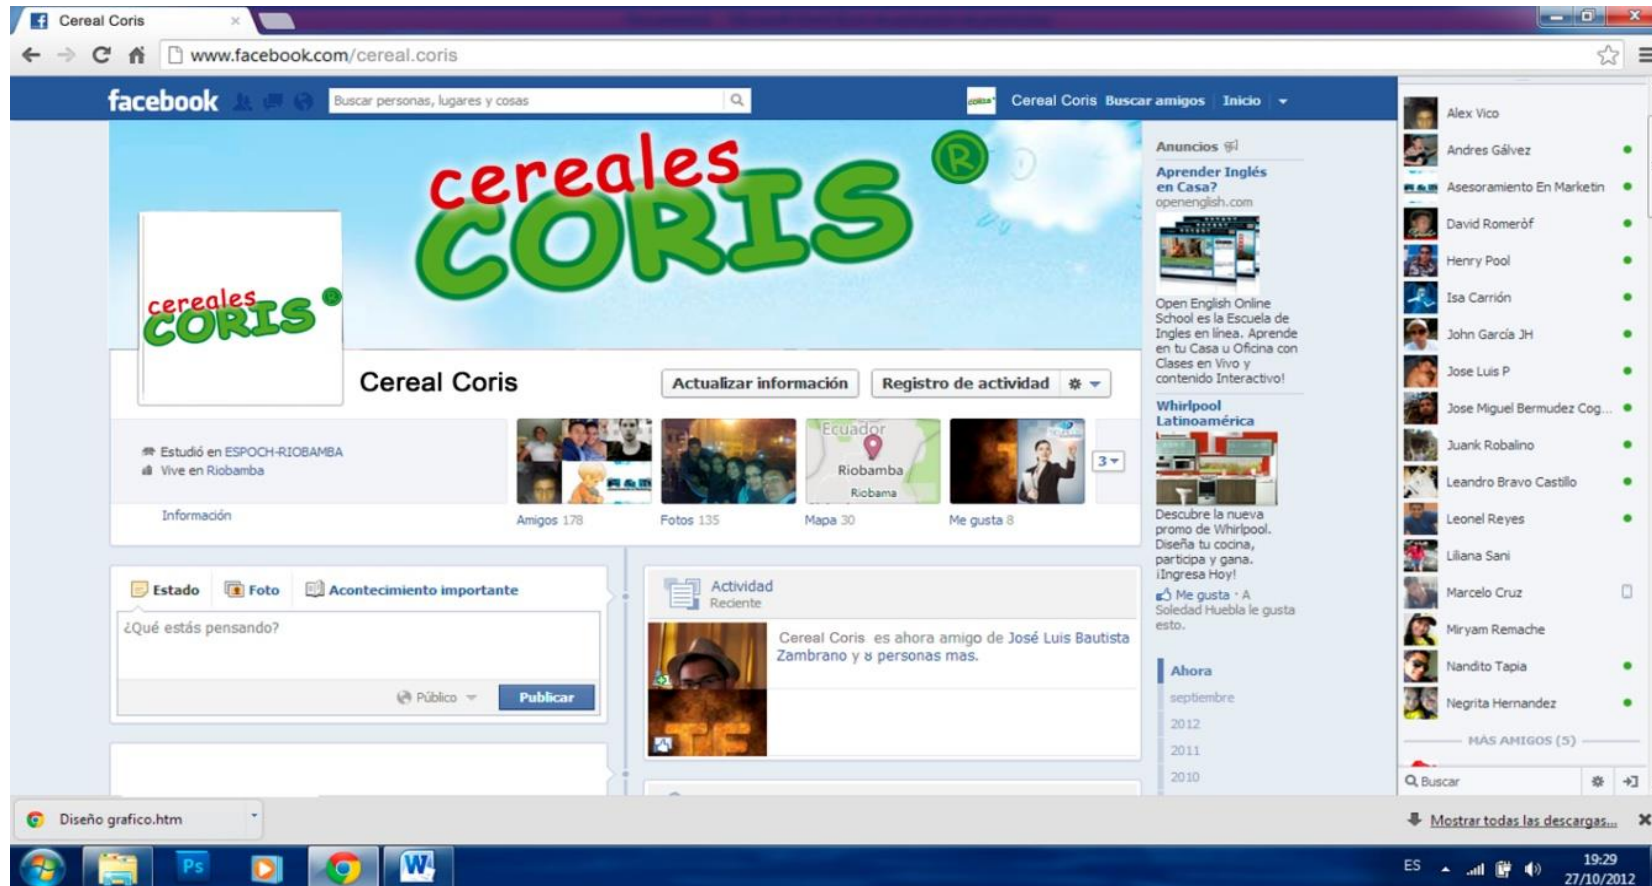 Cereal Coris
www.facebook.com/cereal.coris
facebook
Buscar personas, lugares y cosas
Cereal Coris Buscar amigos Inicio
cereales
CORIS ®
cereales
CORIS ®
Cereal Coris
Actualizar información
Registro de actividad
Estudió en ESPOCH-RIOBAMBA
Vive en Riobamba
Información
Ecuador
Riobamba
Riobama
3
Amigos 178
Fotos 135
Mapa 30
Me gusta 8
Estado
Foto
Acontecimiento importante
¿Qué estás pensando?
Público
Publicar
Actividad
Reciente
Cereal Coris es ahora amigo de José Luis Bautista
Zambrano y 8 personas mas.
TE
Anuncios
Aprender Inglés
en Casa?
openenglish.com
Open English Online
School es la Escuela de
Ingles en línea. Aprende
en tu Casa u Oficina con
Clases en Vivo y
contenido Interactivo!
Whirlpool
Latinoamérica
Descubre la nueva
promo de Whirlpool.
Diseña tu cocina,
participa y gana.
¡Ingresa Hoy!
Me gusta · A
Soledad Huebla le gusta
esto.
Ahora
septiembre
2012
2011
2010
Alex Vico
Andres Gálvez
Asesoramiento En Marketin
David Romeròf
Henry Pool
Isa Carrión
John García JH
Jose Luis P
Jose Miguel Bermudez Cog...
Juank Robalino
Leandro Bravo Castillo
Leonel Reyes
Liliana Sani
Marcelo Cruz
Miryam Remache
Nandito Tapia
Negrita Hernandez
MÁS AMIGOS (5)
Buscar
Diseño grafico.htm
Mostrar todas las descargas...
Ps
W
ES
19:29
27/10/2012